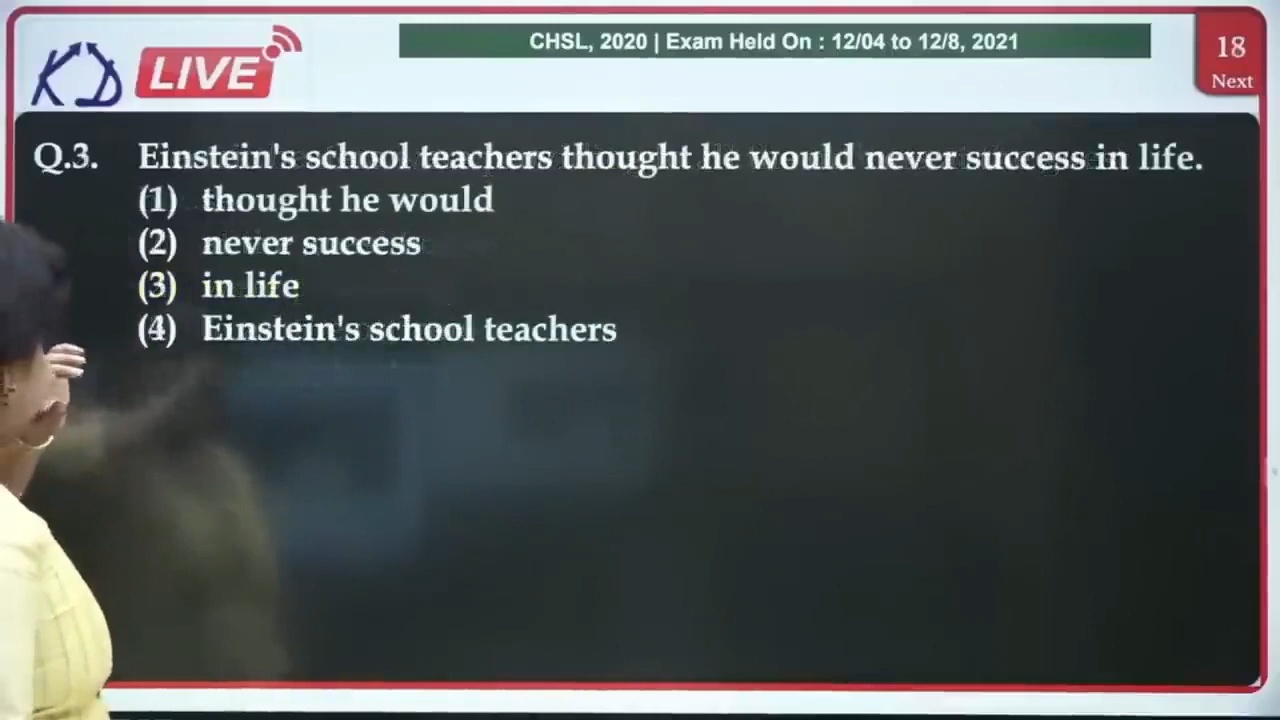 CHSL, 2020 | Exam Held On : 12/04 to 12/8, 2021
18
Next
KD LIVE
Q.3. Einstein's school teachers thought he would never success in life.
(1) thought he would
(2) never success
(3) in life
(4) Einstein's school teachers